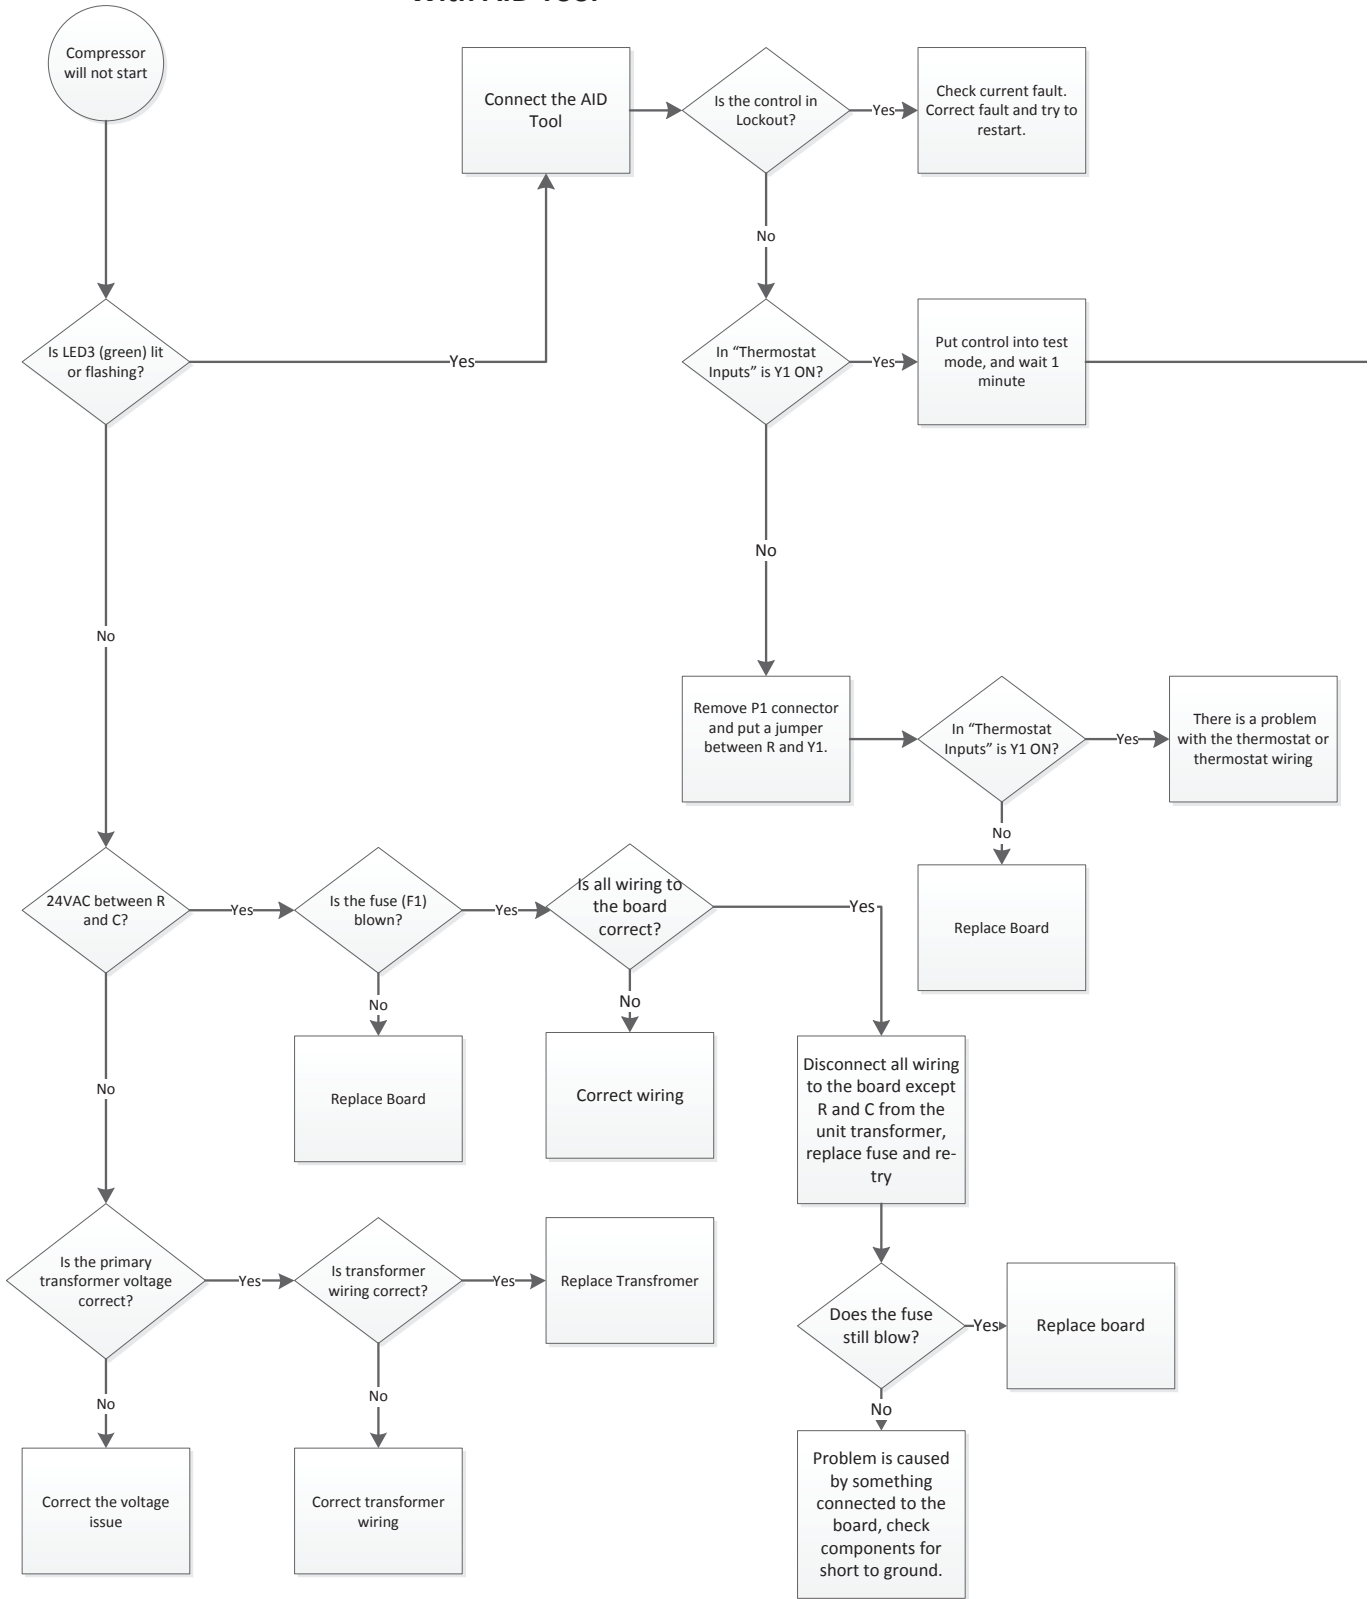 With AID Tool
Compressor
will not start
Connect the AID
Tool
Is the control in
Lockout?
Yes
Check current fault.
Correct fault and try to
restart.
No
Is LED3 (green) lit
or flashing?
Yes
In “Thermostat
Inputs” is Y1 ON?
Yes
Put control into test
mode, and wait 1
minute
No
No
Remove P1 connector
and put a jumper
between R and Y1.
In “Thermostat
Inputs” is Y1 ON?
Yes
There is a problem
with the thermostat or
thermostat wiring
No
Replace Board
24VAC between R
and C?
Yes
Is the fuse (F1)
blown?
Yes
Is all wiring to
the board
correct?
Yes
No
Replace Board
No
Correct wiring
No
Disconnect all wiring
to the board except
R and C from the
unit transformer,
replace fuse and re-
try
Is the primary
transformer voltage
correct?
Yes
Is transformer
wiring correct?
Yes
Replace Transfromer
Does the fuse
still blow?
Yes
Replace board
No
Correct the voltage
issue
No
Correct transformer
wiring
No
Problem is caused
by something
connected to the
board, check
components for
short to ground.